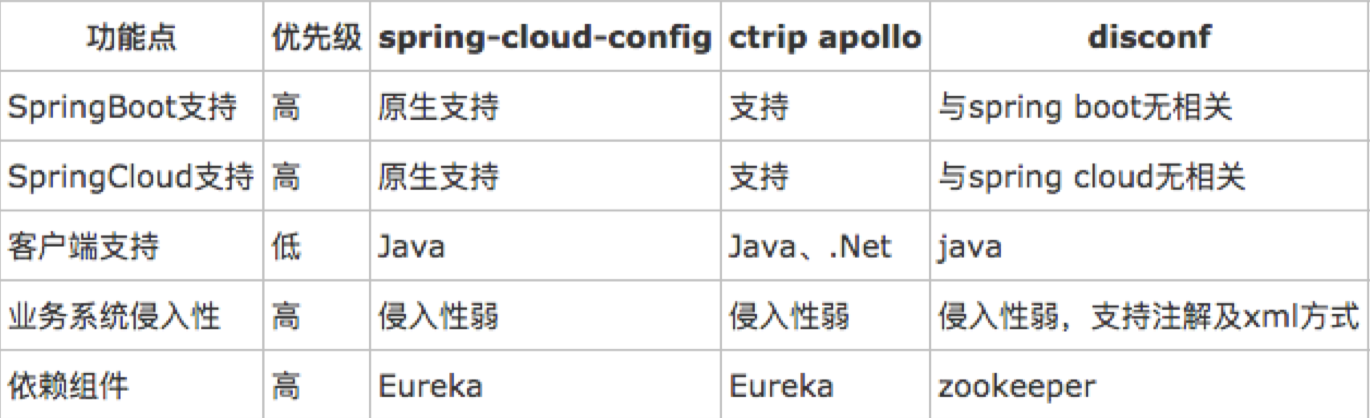 功能点 优先级 spring-cloud-config ctrip apollo disconf
SpringBoot支持 高 原生支持 支持 与spring boot无相关
SpringCloud支持 高 原生支持 支持 与spring cloud无相关
客户端支持 低 Java Java、.Net java
业务系统侵入性 高 侵入性弱 侵入性弱 侵入性弱，支持注解及xml方式
依赖组件 高 Eureka Eureka zookeeper